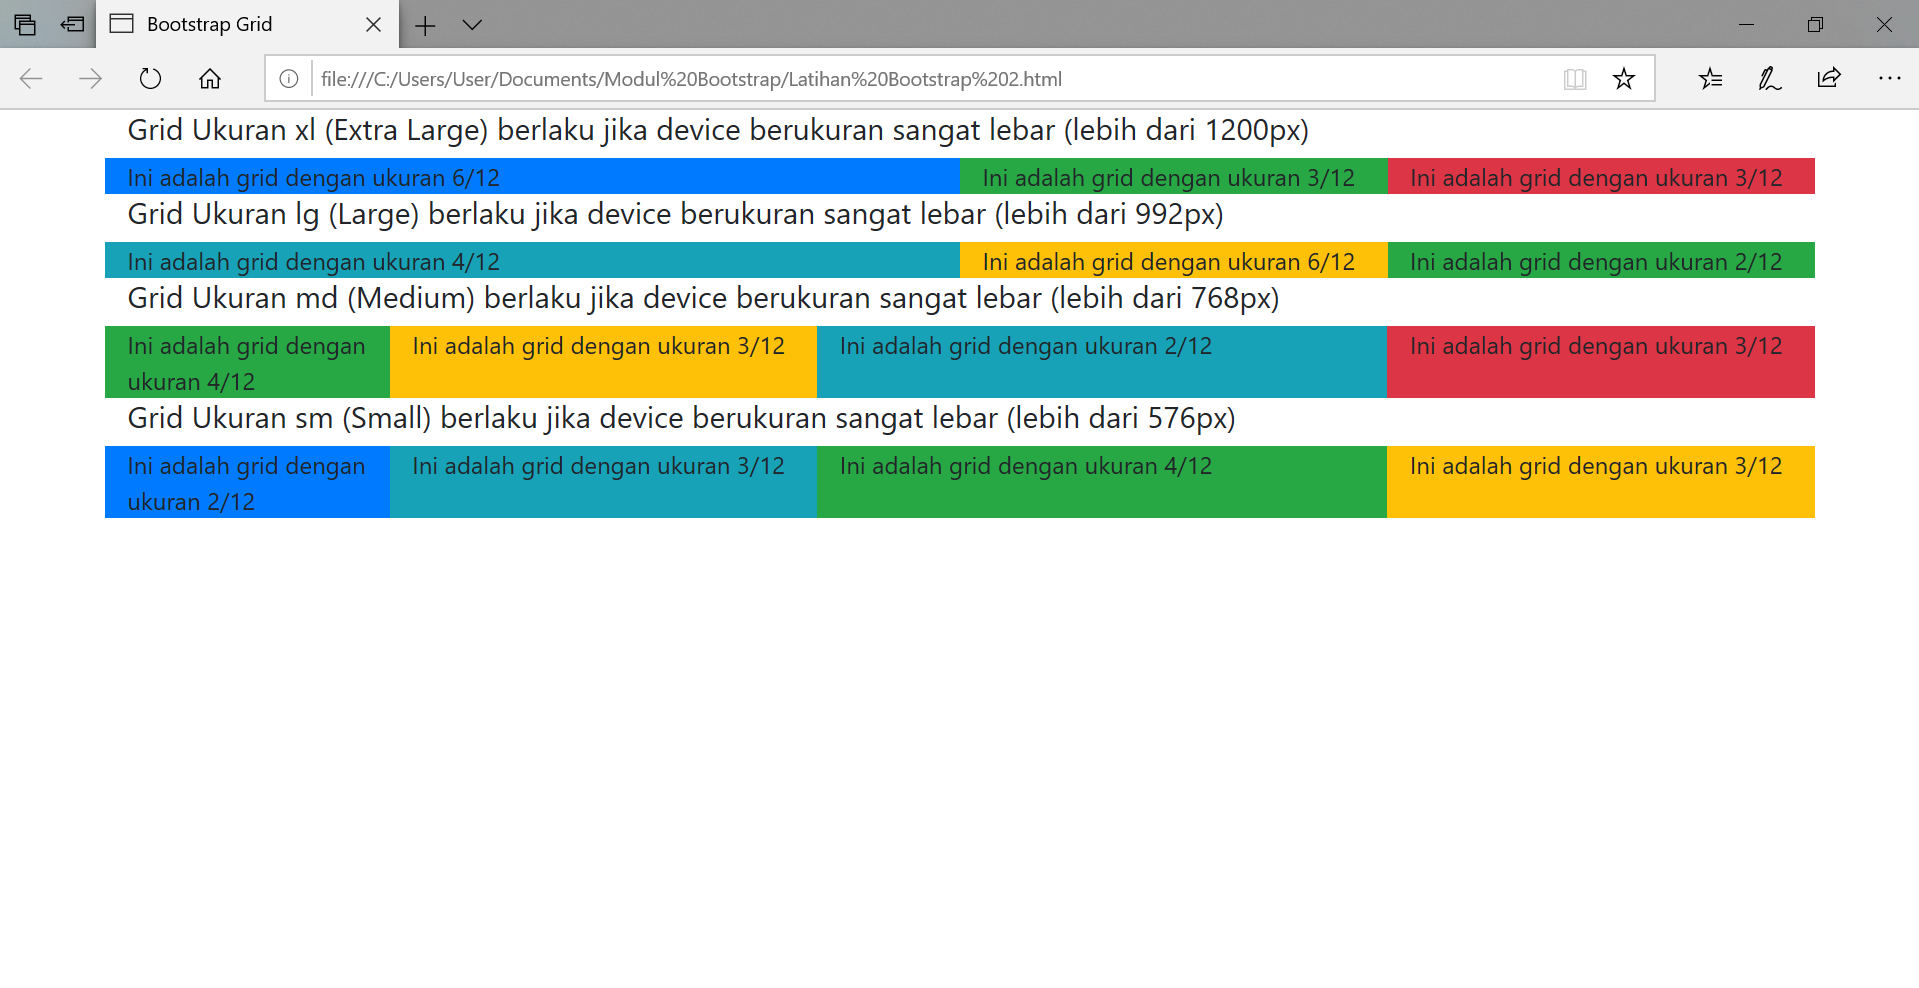 Bootstrap Grid
file:///C:/Users/User/Documents/Modul%20Bootstrap/Latihan%20Bootstrap%202.html
Grid Ukuran xl (Extra Large) berlaku jika device berukuran sangat lebar (lebih dari 1200px)
Ini adalah grid dengan ukuran 6/12 Ini adalah grid dengan ukuran 3/12 Ini adalah grid dengan ukuran 3/12
Grid Ukuran lg (Large) berlaku jika device berukuran sangat lebar (lebih dari 992px)
Ini adalah grid dengan ukuran 4/12 Ini adalah grid dengan ukuran 6/12 Ini adalah grid dengan ukuran 2/12
Grid Ukuran md (Medium) berlaku jika device berukuran sangat lebar (lebih dari 768px)
Ini adalah grid dengan
ukuran 4/12
Ini adalah grid dengan ukuran 3/12
Ini adalah grid dengan ukuran 2/12
Ini adalah grid dengan ukuran 3/12
Grid Ukuran sm (Small) berlaku jika device berukuran sangat lebar (lebih dari 576px)
Ini adalah grid dengan
ukuran 2/12
Ini adalah grid dengan ukuran 3/12
Ini adalah grid dengan ukuran 4/12
Ini adalah grid dengan ukuran 3/12